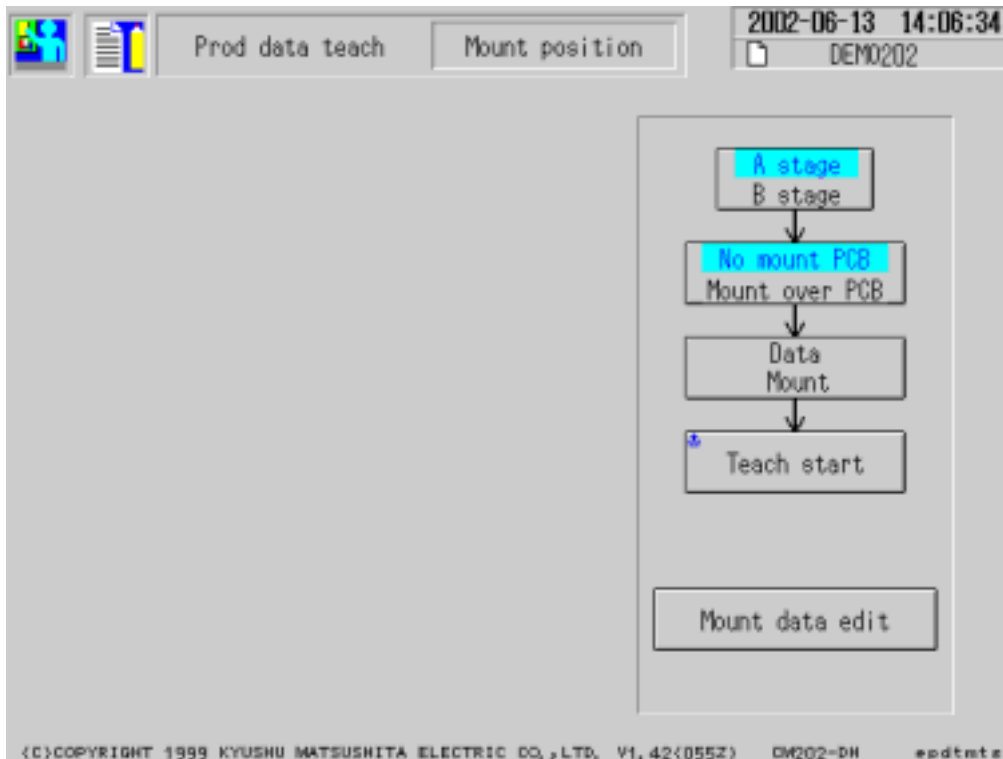 Prod data teach
Mount position
2002-06-13 14:06:34
DEMO202
A stage
B stage
No mount PCB
Mount over PCB
Data
Mount
Teach start
Mount data edit
(C)COPYRIGHT 1999 KYUSHU MATSUSHITA ELECTRIC CO.,LTD. V1.42(055Z) CM202-DH epdtmts